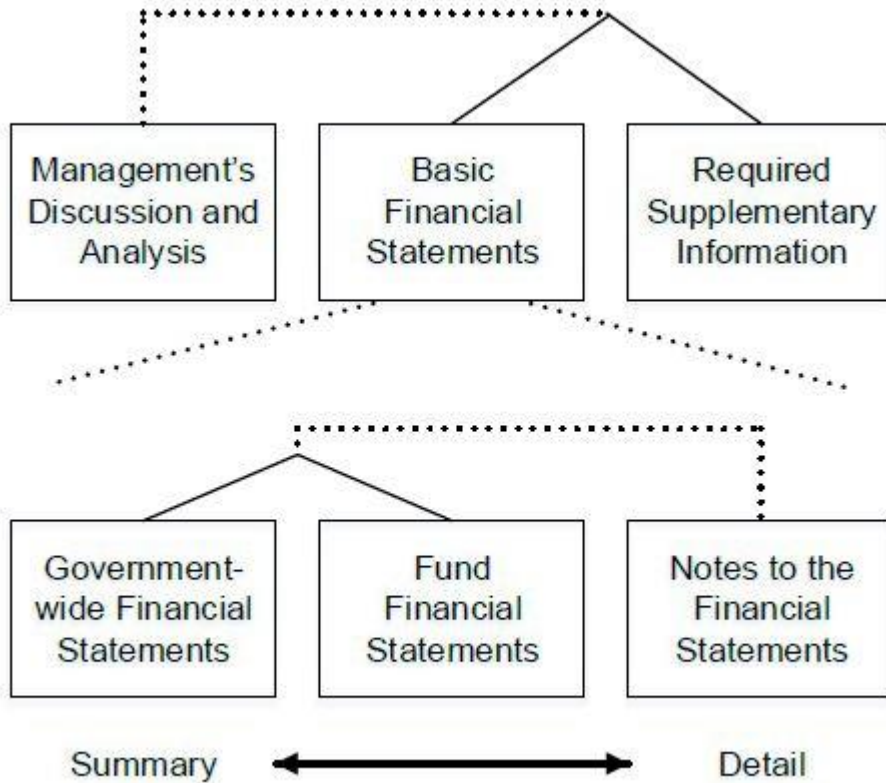 Management's
Discussion and
Analysis
Basic
Financial
Statements
Required
Supplementary
Information
Government-
wide Financial
Statements
Fund
Financial
Statements
Notes to the
Financial
Statements
Summary
Detail